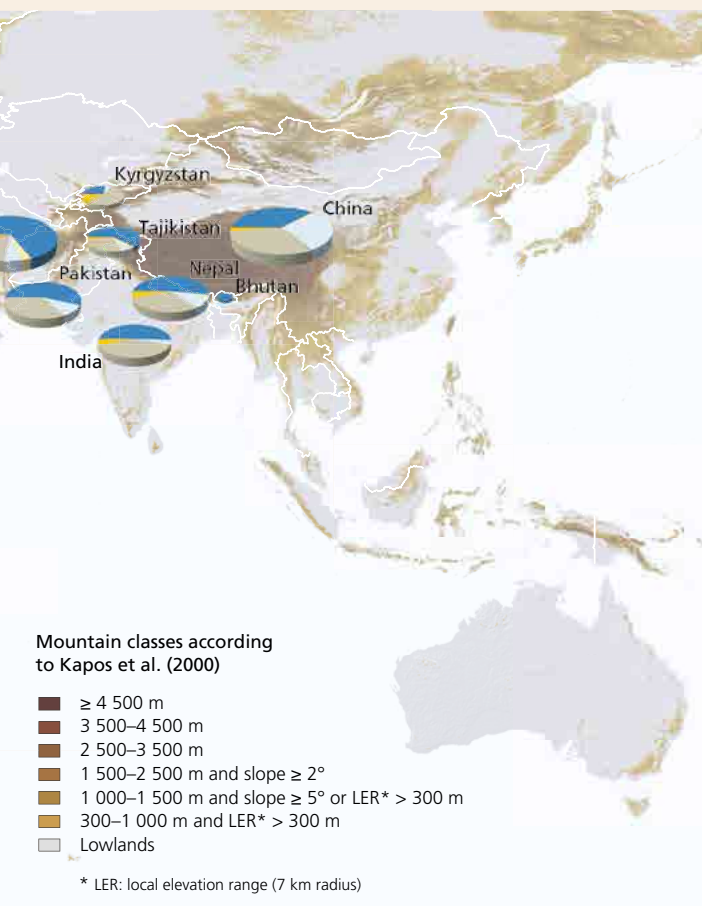 Kyrgyzstan
China
Tajikistan
Nepal
Pakistan
Bhutan
India
Mountain classes according
to Kapos et al. (2000)
≥ 4 500 m
3 500–4 500 m
2 500–3 500 m
1 500–2 500 m and slope ≥ 2°
1 000–1 500 m and slope ≥ 5° or LER* > 300 m
300–1 000 m and LER* > 300 m
Lowlands
* LER: local elevation range (7 km radius)